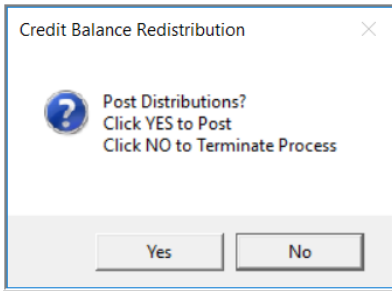 Credit Balance Redistribution
Post Distributions?
Click YES to Post
Click NO to Terminate Process
Yes
No